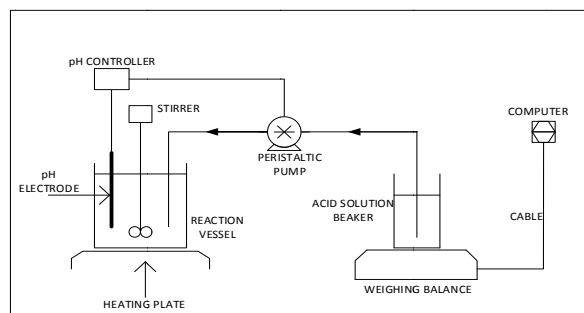 pH CONTROLLER
STIRRER
COMPUTER
PERISTALTIC
PUMP
pH
ELECTRODE
ACID SOLUTION
BEAKER
REACTION
VESSEL
CABLE
WEIGHING BALANCE
HEATING PLATE